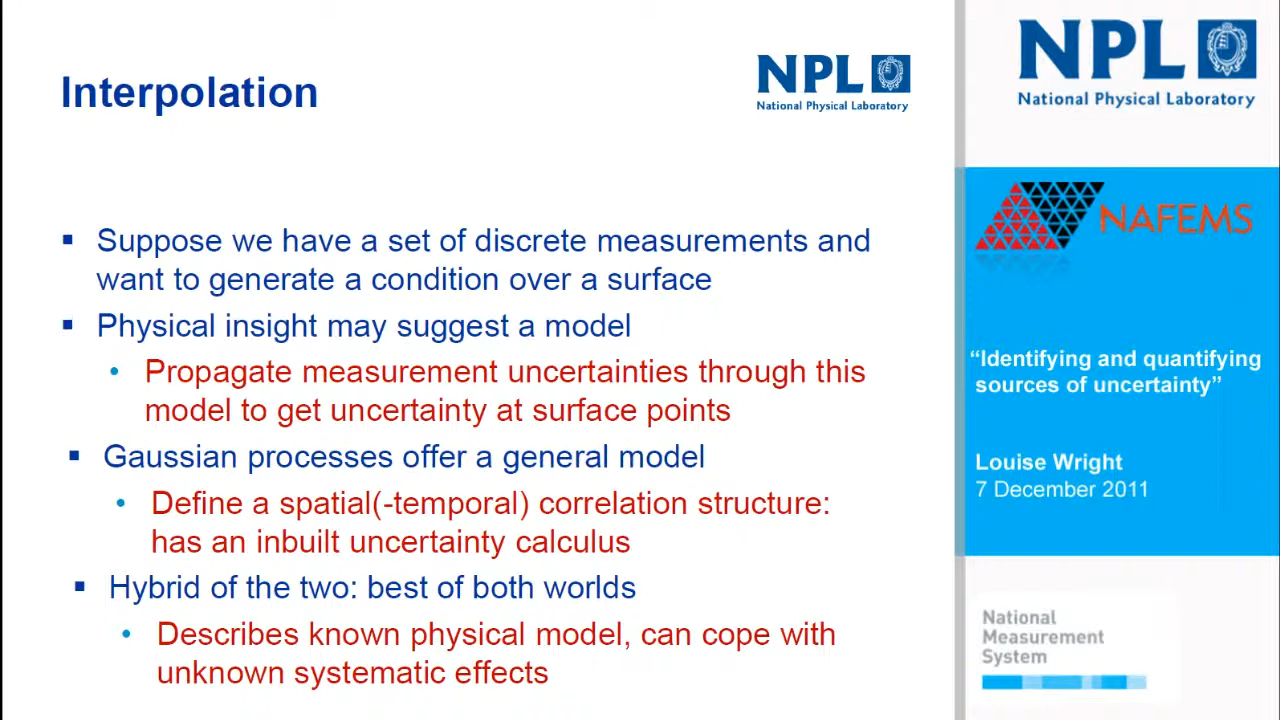 Interpolation
NPL
National Physical Laboratory
▪ Suppose we have a set of discrete measurements and
want to generate a condition over a surface
▪ Physical insight may suggest a model
• Propagate measurement uncertainties through this
model to get uncertainty at surface points
▪ Gaussian processes offer a general model
• Define a spatial(-temporal) correlation structure:
has an inbuilt uncertainty calculus
▪ Hybrid of the two: best of both worlds
• Describes known physical model, can cope with
unknown systematic effects
NPL
National Physical Laboratory
NAFEMS
“Identifying and quantifying
sources of uncertainty”
Louise Wright
7 December 2011
National
Measurement
System